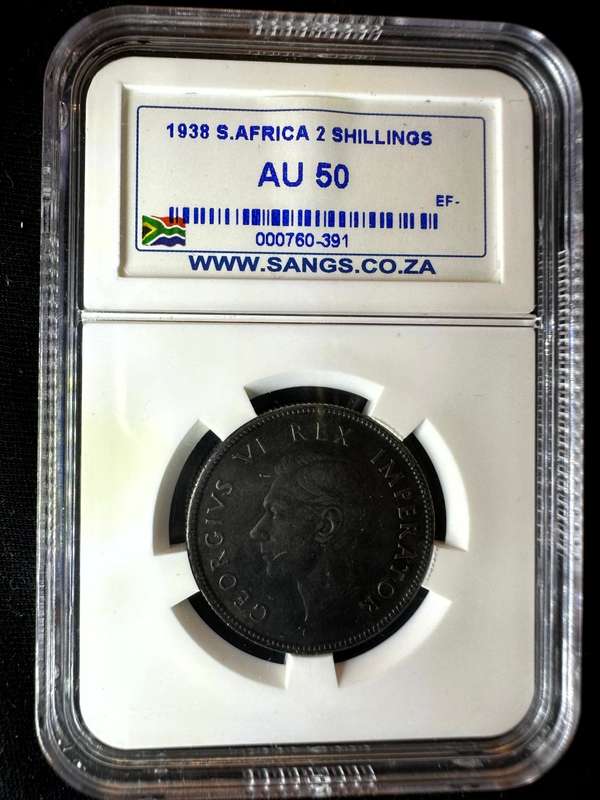 1938 S.AFRICA 2 SHILLINGS
AU 50
EF-
000760-391
WWW.SANGS.CO.ZA
GEORGIVS VI REX IMPERATOR